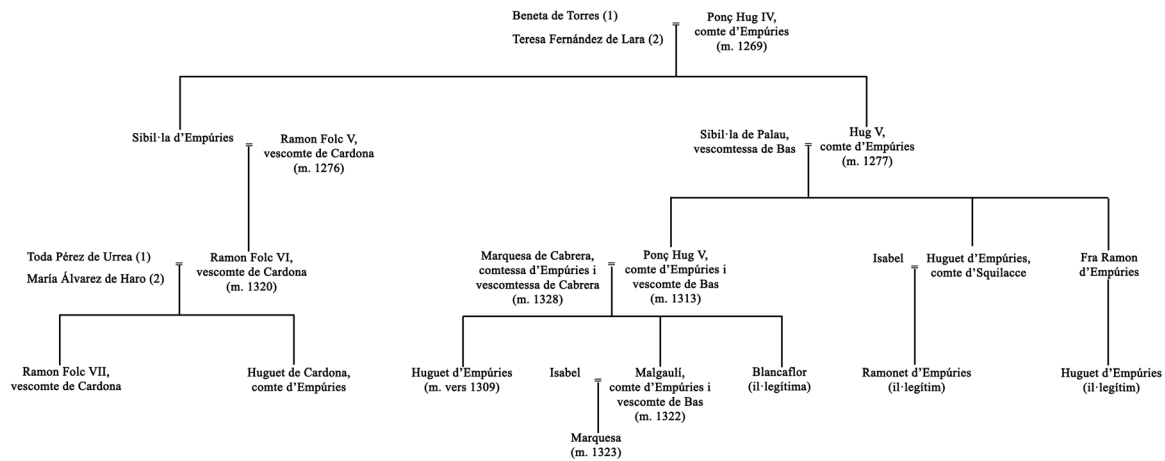 Beneta de Torres (1)
Teresa Fernández de Lara (2)
Ponç Hug IV,
comte d'Empúries
(m. 1269)
Sibil·la d'Empúries
Ramon Folc V,
vescomte de Cardona
(m. 1276)
Sibil·la de Palau,
vescomtessa de Bas
Hug V,
comte d'Empúries
(m. 1277)
Toda Pérez de Urrea (1)
María Álvarez de Haro (2)
Ramon Folc VI,
vescomte de Cardona
(m. 1320)
Marquesa de Cabrera,
comtessa d'Empúries i
vescomtessa de Cabrera
(m. 1328)
Ponç Hug V,
comte d'Empúries i
vescomte de Bas
(m. 1313)
Isabel
Huguet d'Empúries,
comte d'Squilacce
Fra Ramon
d'Empúries
Ramon Folc VII,
vescomte de Cardona
Huguet de Cardona,
comte d'Empúries
Huguet d'Empúries
(m. vers 1309)
Isabel
Malgaulí,
comte d'Empúries i
vescomte de Bas
(m. 1322)
Blancaflor
(il·legítima)
Ramonet d'Empúries
(il·legítim)
Huguet d'Empúries
(il·legítim)
Marquesa
(m. 1323)